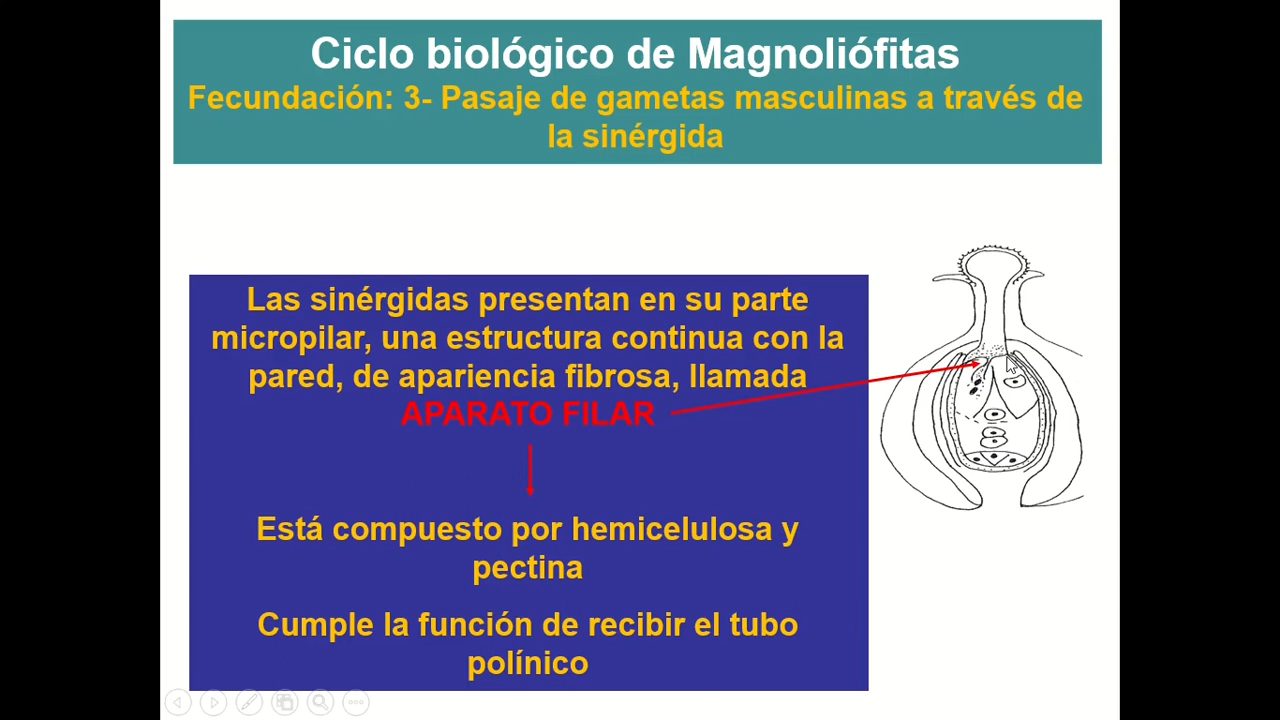 Ciclo biológico de Magnoliófitas
Fecundación: 3- Pasaje de gametas masculinas a través de
la sinérgida
Las sinérgidas presentan en su parte
micropilar, una estructura continua con la
pared, de apariencia fibrosa, llamada
APARATO FILAR
Está compuesto por hemicelulosa y
pectina
Cumple la función de recibir el tubo
polínico